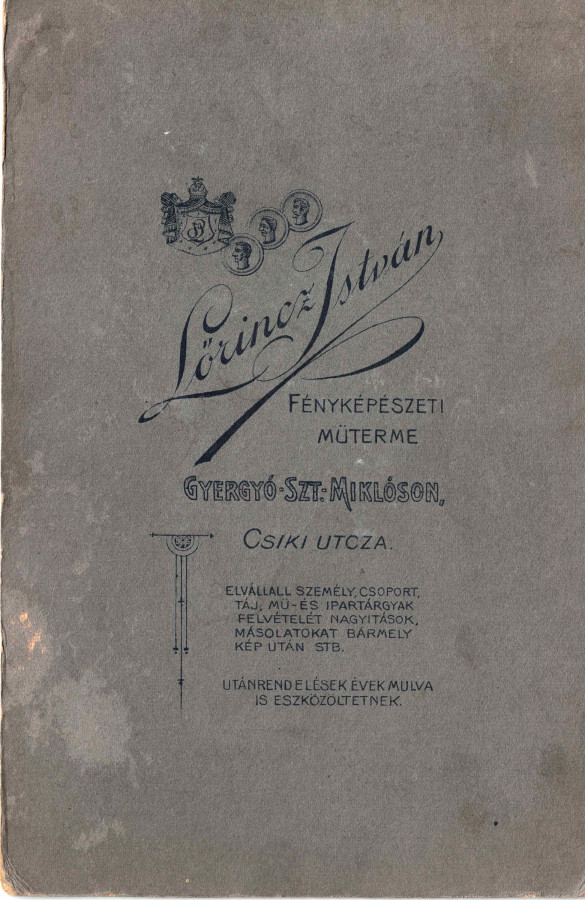 Lőrincz István
FÉNYKÉPÉSZETI
MŰTERME
GYERGYÓ-SZT.-MIKLÓSON,
CSIKI UTCZA.
ELVÁLLALL SZEMÉLY, CSOPORT,
TÁJ, MŰ-ÉS IPARTÁRGYAK
FELVÉTELÉT NAGYITÁSOK,
MÁSOLATOKAT BÁRMELY
KÉP UTÁN STB.
UTÁNRENDELÉSEK ÉVEK MULVA
IS ESZKÖZÖLTETNEK.